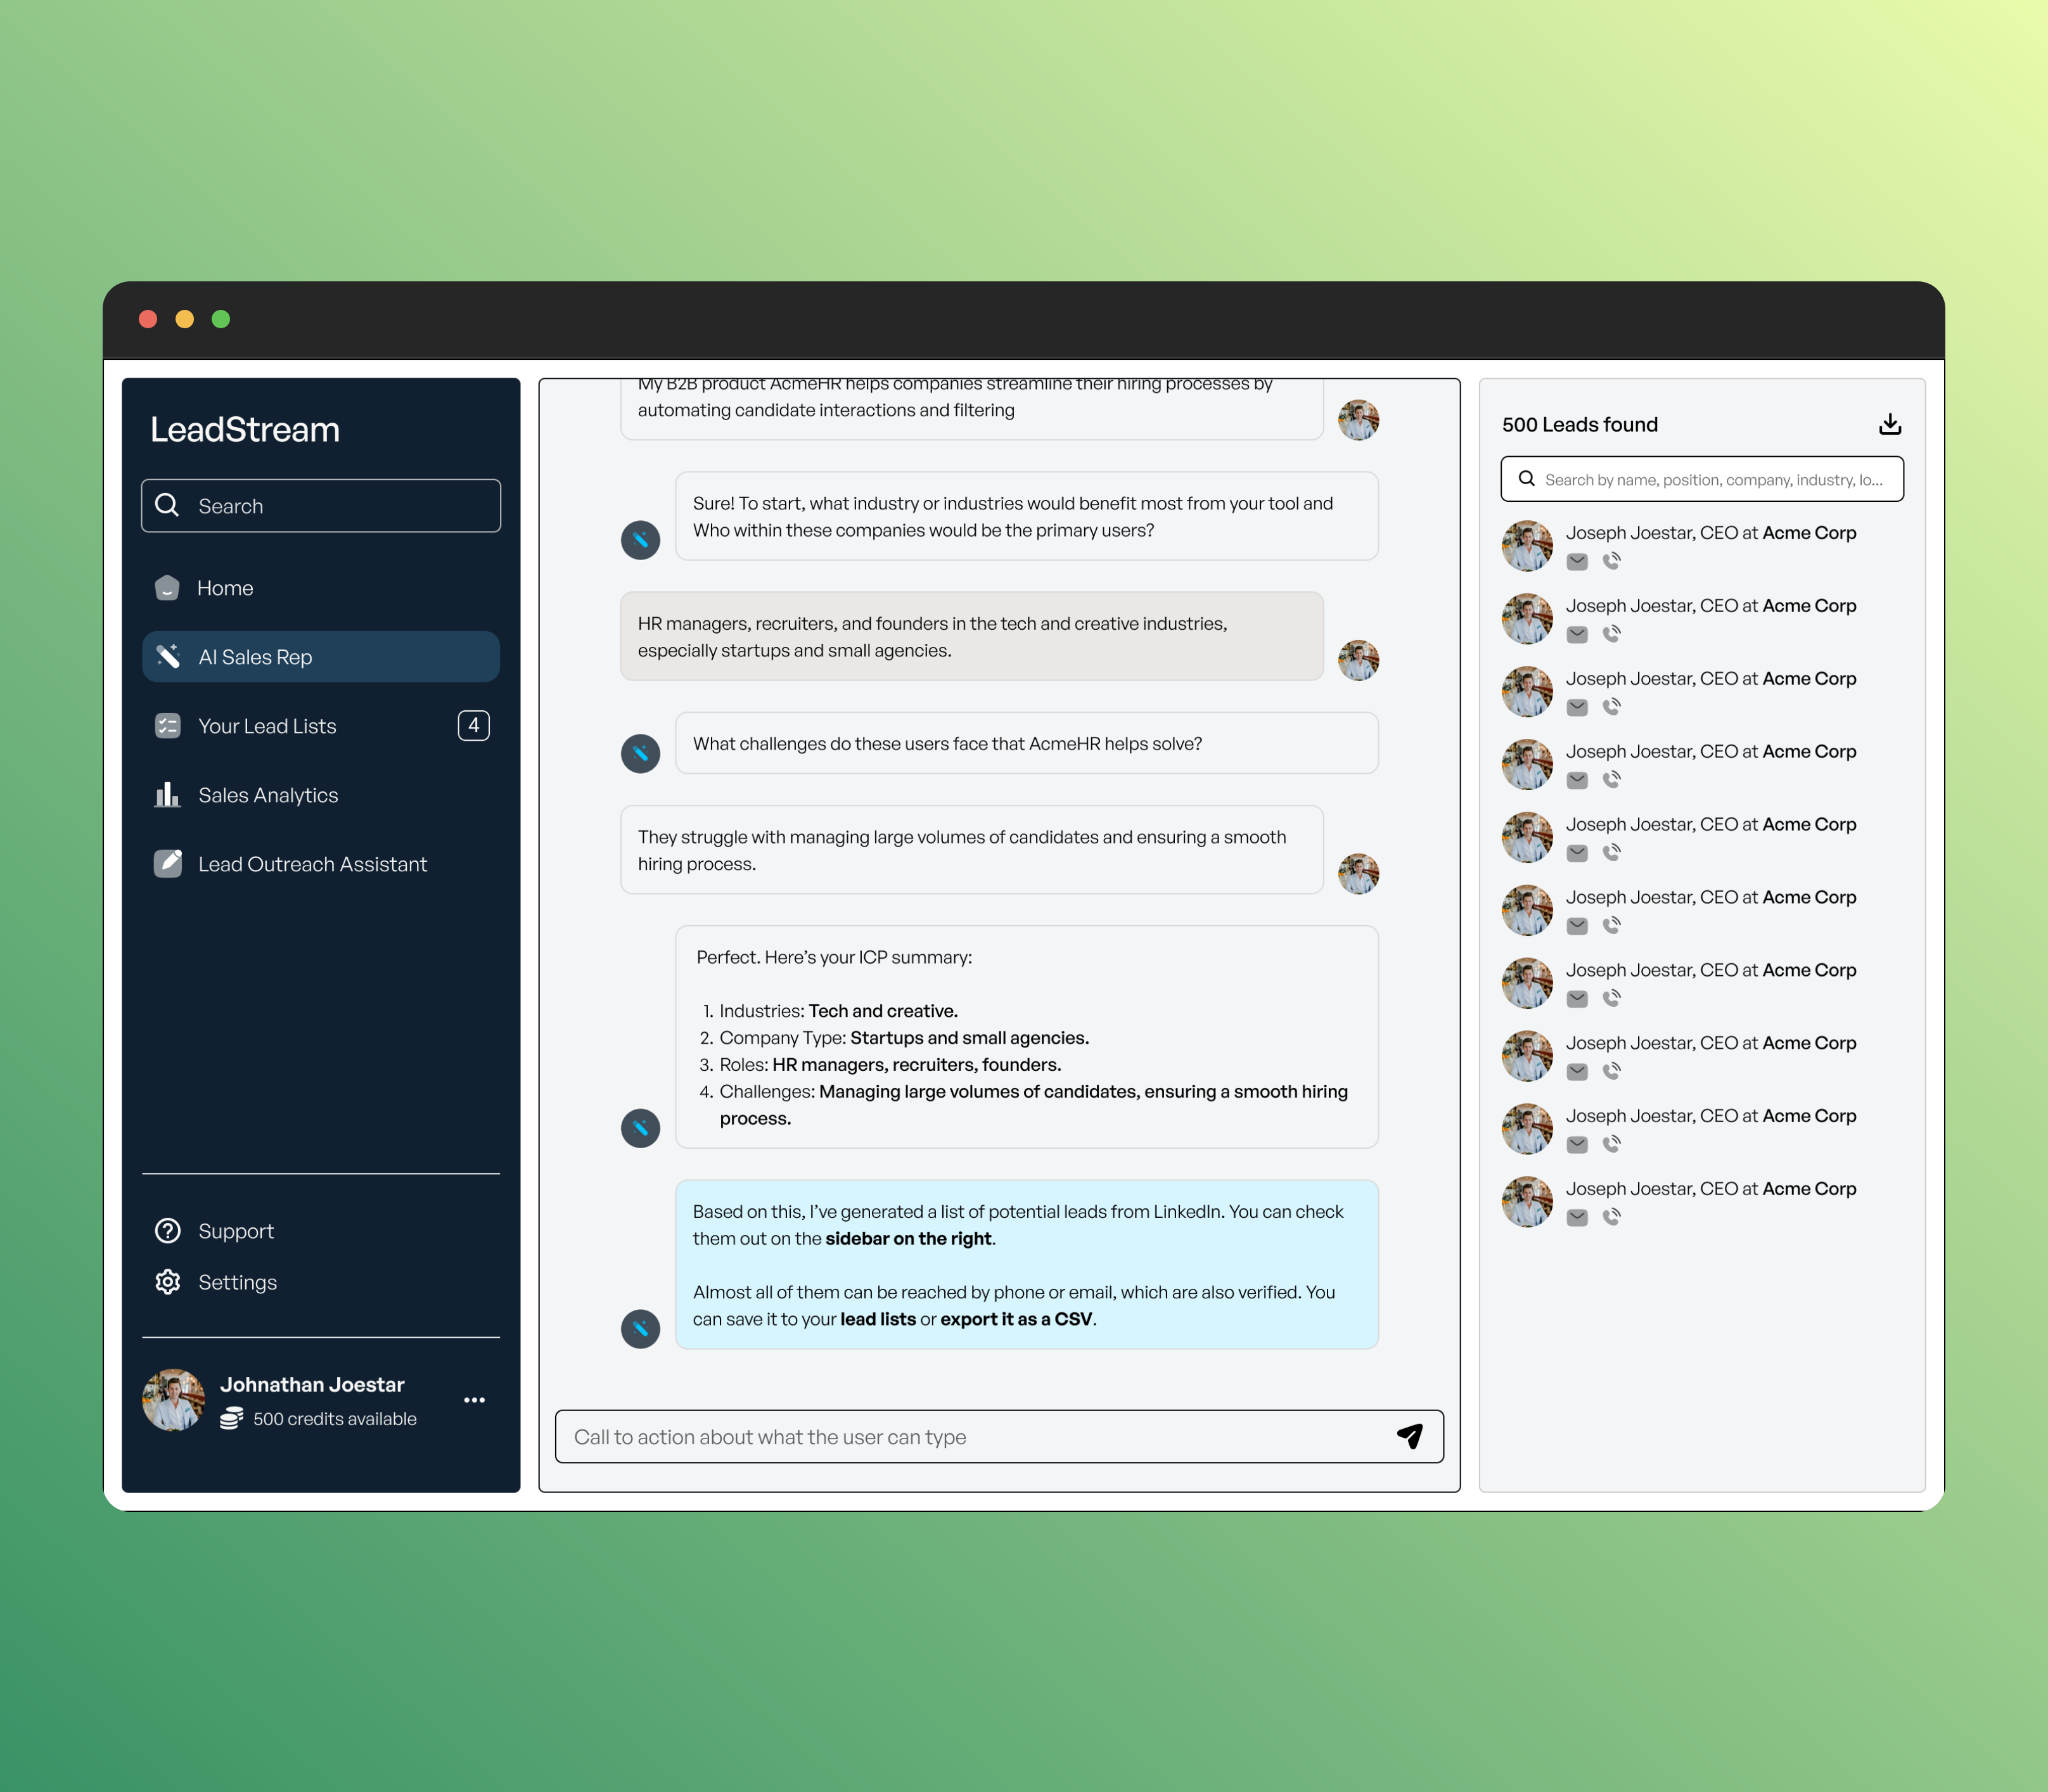 LeadStream
Search
Home
AI Sales Rep
Your Lead Lists
4
Sales Analytics
Lead Outreach Assistant
Support
Settings
Johnathan Joestar
500 credits available
My B2B product AcmeHR helps companies streamline their hiring processes by
automating candidate interactions and filtering
Sure! To start, what industry or industries would benefit most from your tool and
Who within these companies would be the primary users?
HR managers, recruiters, and founders in the tech and creative industries,
especially startups and small agencies.
What challenges do these users face that AcmeHR helps solve?
They struggle with managing large volumes of candidates and ensuring a smooth
hiring process.
Perfect. Here’s your ICP summary:
1. Industries: Tech and creative.
2. Company Type: Startups and small agencies.
3. Roles: HR managers, recruiters, founders.
4. Challenges: Managing large volumes of candidates, ensuring a smooth hiring
process.
Based on this, I’ve generated a list of potential leads from LinkedIn. You can check
them out on the sidebar on the right.
Almost all of them can be reached by phone or email, which are also verified. You
can save it to your lead lists or export it as a CSV.
Call to action about what the user can type
500 Leads found
Search by name, position, company, industry, lo...
Joseph Joestar, CEO at Acme Corp
Joseph Joestar, CEO at Acme Corp
Joseph Joestar, CEO at Acme Corp
Joseph Joestar, CEO at Acme Corp
Joseph Joestar, CEO at Acme Corp
Joseph Joestar, CEO at Acme Corp
Joseph Joestar, CEO at Acme Corp
Joseph Joestar, CEO at Acme Corp
Joseph Joestar, CEO at Acme Corp
Joseph Joestar, CEO at Acme Corp